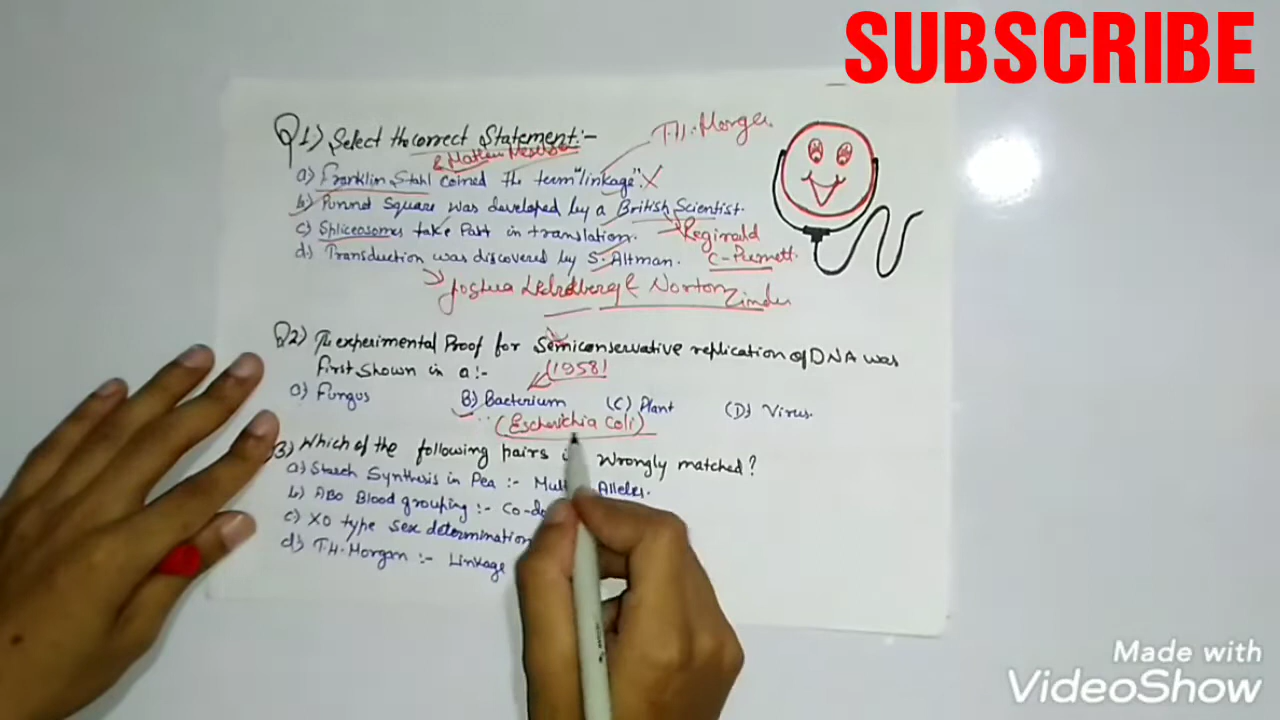 SUBSCRIBE
Q1) Select the correct Statement:-
T.H. Morgan
a) Franklin Stahl coined the term "linkage". X
b) Punnet Square was developed by a British Scientist.
c) Spliceosomes take Part in translation. → Reginald
d) Transduction was discovered by S. Altman. C-Punnett.
Joshua Lederberg & Norton Zinder
Q2) The experimental Proof for Semiconservative replication of DNA was
First Shown in a:- (1958)
a) Fungus B) Bacterium (C) Plant (D) Virus.
(Escherichia Coli)
3) Which of the following pairs i Wrongly matched?
a) Starch Synthesis in Pea :- Mult Alleles.
b) ABO Blood grouping :- Co-do
c) XO type sex determination
d) T.H. Morgan :- Linkage
Made with
VideoShow